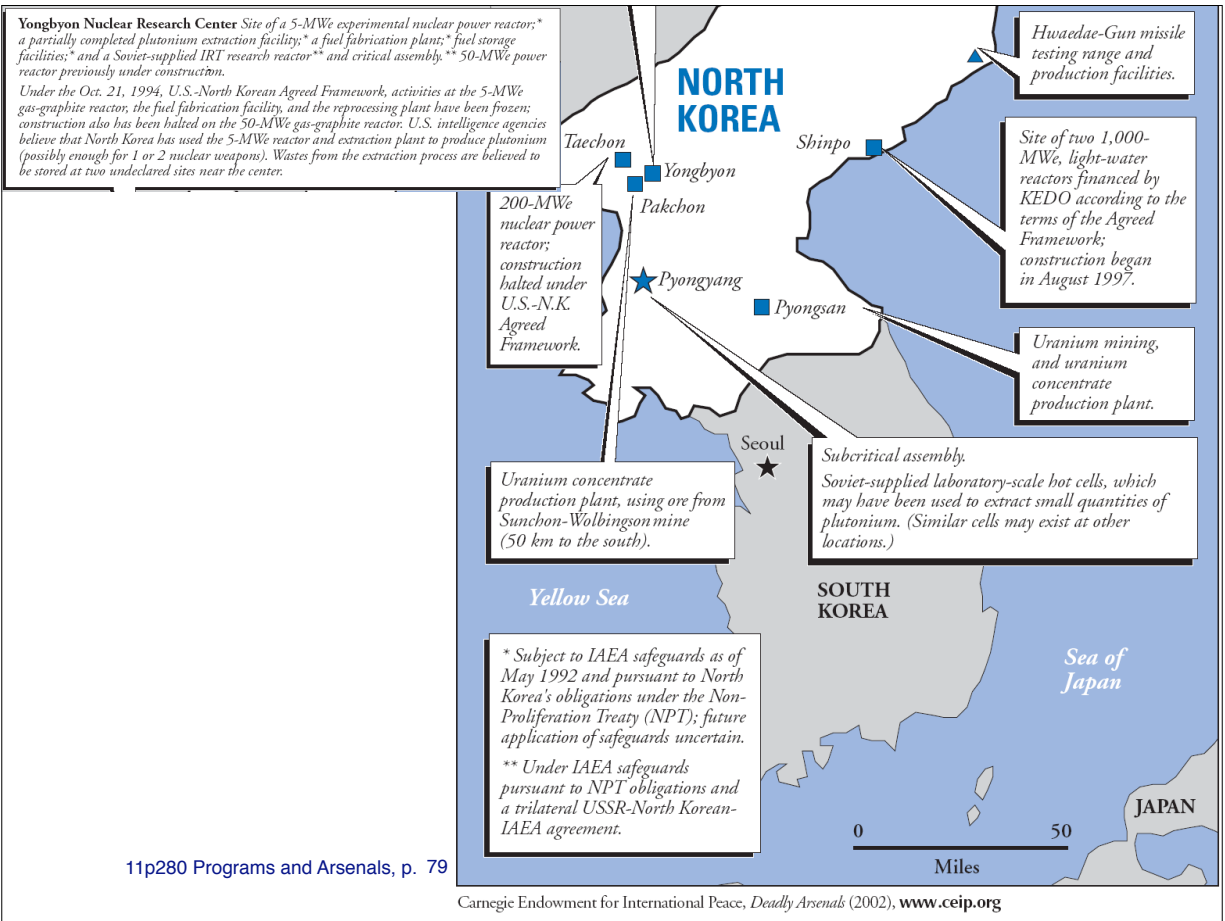 Yongbyon Nuclear Research Center Site of a 5-MWe experimental nuclear power reactor;*
a partially completed plutonium extraction facility;* a fuel fabrication plant;* fuel storage
facilities;* and a Soviet-supplied IRT research reactor** and critical assembly.** 50-MWe power
reactor previously under construction.
Under the Oct. 21, 1994, U.S.-North Korean Agreed Framework, activities at the 5-MWe
gas-graphite reactor, the fuel fabrication facility, and the reprocessing plant have been frozen;
construction also has been halted on the 50-MWe gas-graphite reactor. U.S. intelligence agencies
believe that North Korea has used the 5-MWe reactor and extraction plant to produce plutonium
(possibly enough for 1 or 2 nuclear weapons). Wastes from the extraction process are believed to
be stored at two undeclared sites near the center.
NORTH
KOREA
Hwaedae-Gun missile
testing range and
production facilities.
Taechon
Yongbyon
Pakchon
Shinpo
Site of two 1,000-
MWe, light-water
reactors financed by
KEDO according to the
terms of the Agreed
Framework;
construction began
in August 1997.
200-MWe
nuclear power
reactor;
construction
halted under
U.S.-N.K.
Agreed
Framework.
Pyongyang
Pyongsan
Uranium mining,
and uranium
concentrate
production plant.
Seoul
Subcritical assembly.
Soviet-supplied laboratory-scale hot cells, which
may have been used to extract small quantities of
plutonium. (Similar cells may exist at other
locations.)
Uranium concentrate
production plant, using ore from
Sunchon-Wolbingson mine
(50 km to the south).
Yellow Sea
SOUTH
KOREA
Sea of
Japan
* Subject to IAEA safeguards as of
May 1992 and pursuant to North
Korea's obligations under the Non-
Proliferation Treaty (NPT); future
application of safeguards uncertain.
** Under IAEA safeguards
pursuant to NPT obligations and
a trilateral USSR-North Korean-
IAEA agreement.
JAPAN
0 50
Miles
11p280 Programs and Arsenals, p. 79
Carnegie Endowment for International Peace, Deadly Arsenals (2002), www.ceip.org